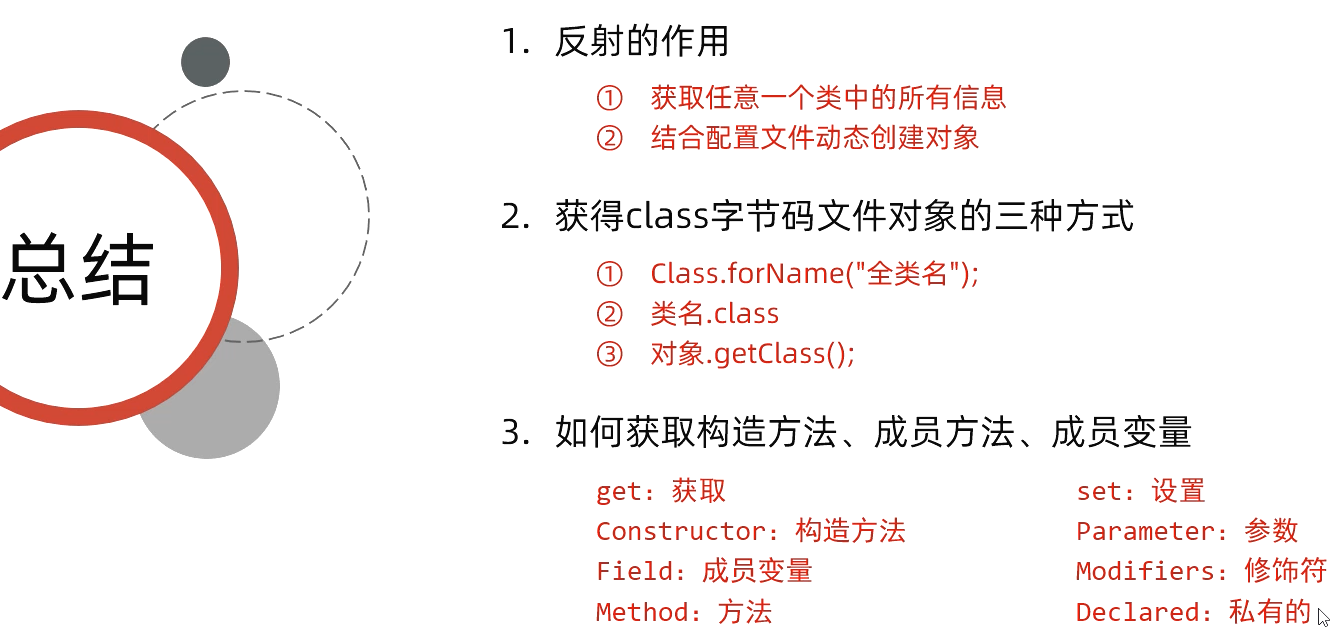 总结
1. 反射的作用
① 获取任意一个类中的所有信息
② 结合配置文件动态创建对象
2. 获得class字节码文件对象的三种方式
① Class.forName("全类名");
② 类名.class
③ 对象.getClass();
3. 如何获取构造方法、成员方法、成员变量
get：获取 set：设置
Constructor：构造方法 Parameter：参数
Field：成员变量 Modifiers：修饰符
Method：方法 Declared：私有的